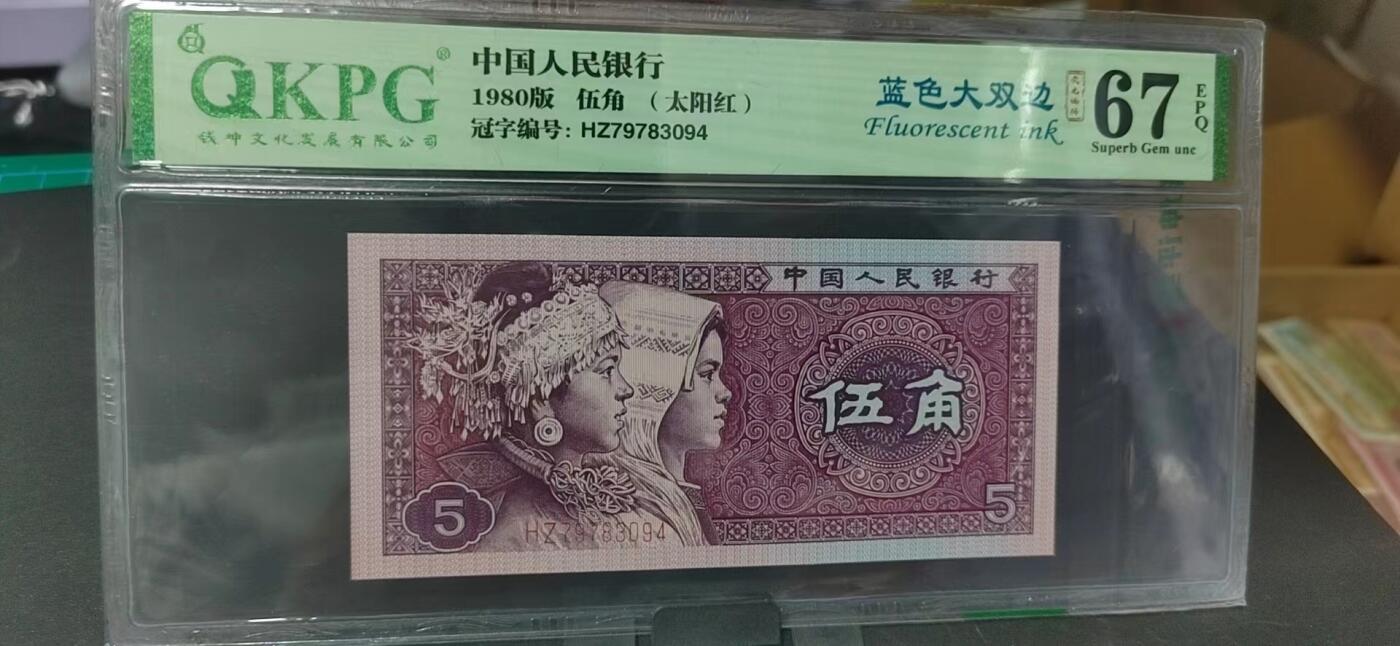 QKPG®
钱坤文化发展有限公司
中国人民银行
1980版 伍角 （太阳红）
冠字编号: HZ79783094
蓝色大双边
Fluorescent ink
67
EPQ
Superb Gem unc
中国人民银行
伍角
5
HZ79783094
5